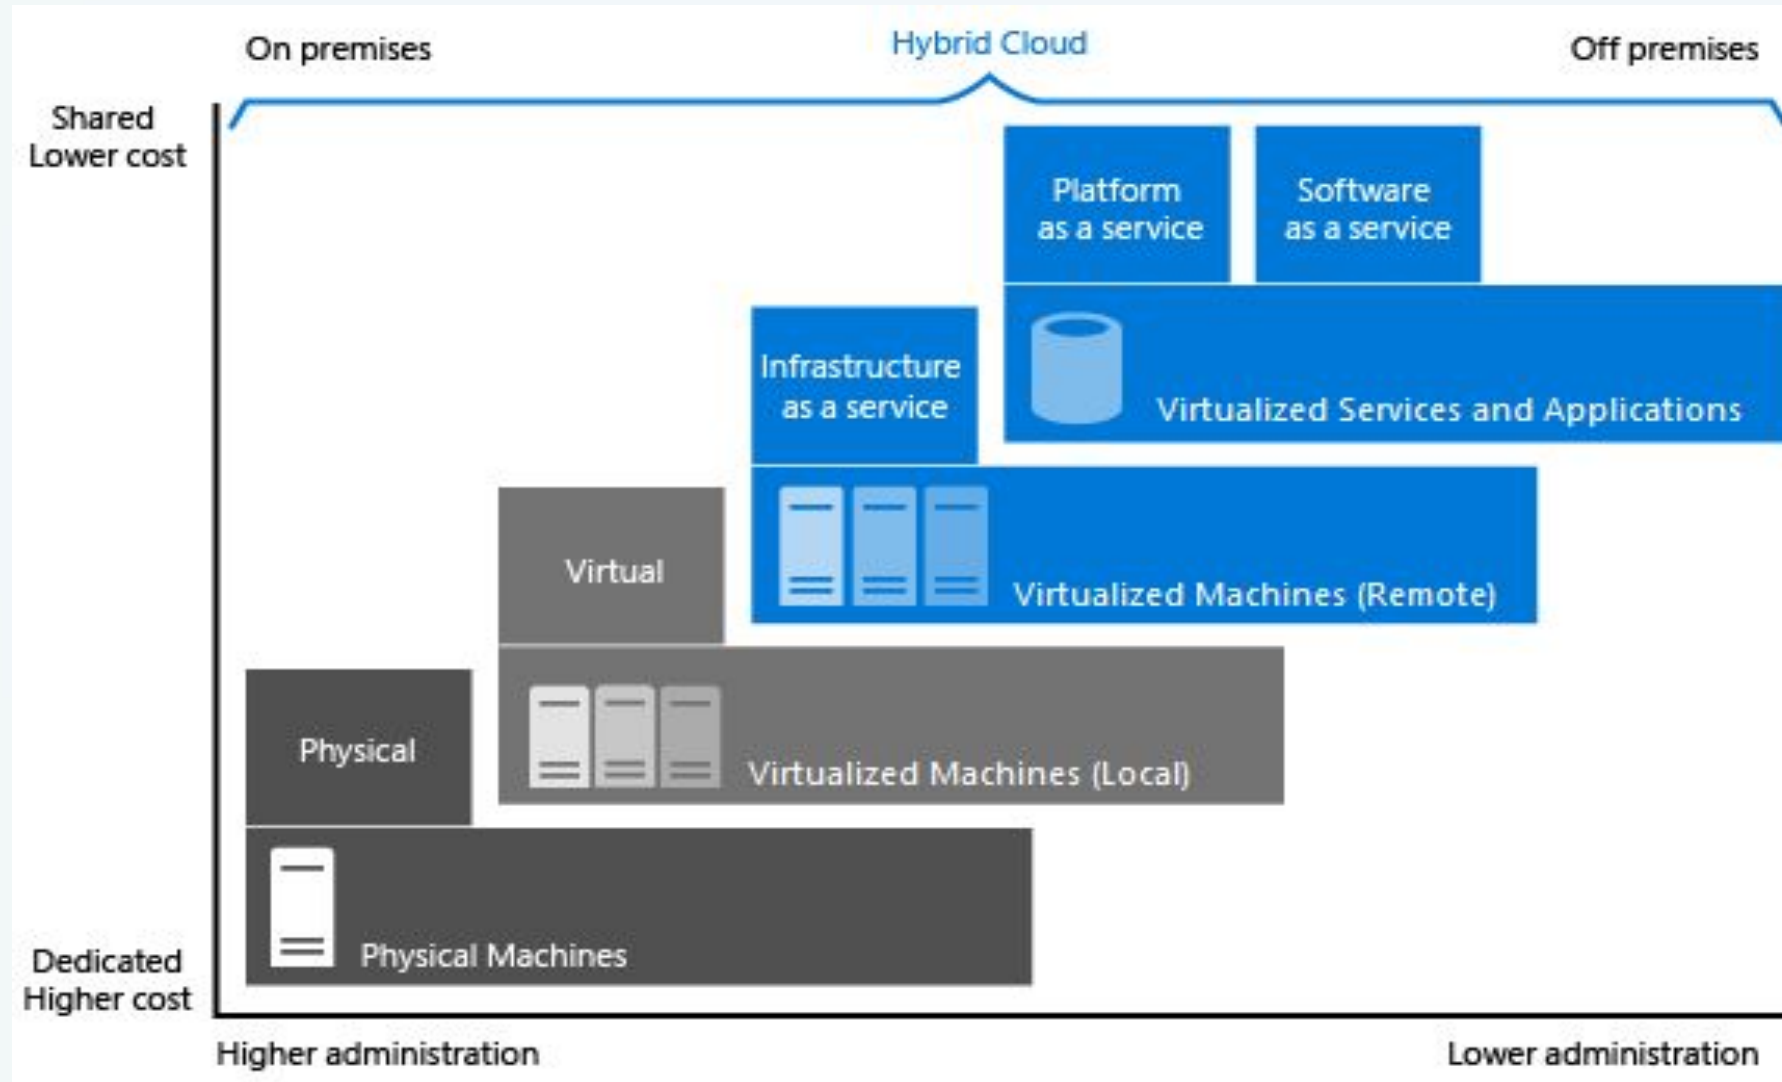 On premises
Hybrid Cloud
Off premises
Shared
Lower cost
Platform
as a service
Software
as a service
Infrastructure
as a service
Virtualized Services and Applications
Virtual
Virtualized Machines (Remote)
Physical
Virtualized Machines (Local)
Physical Machines
Dedicated
Higher cost
Higher administration
Lower administration